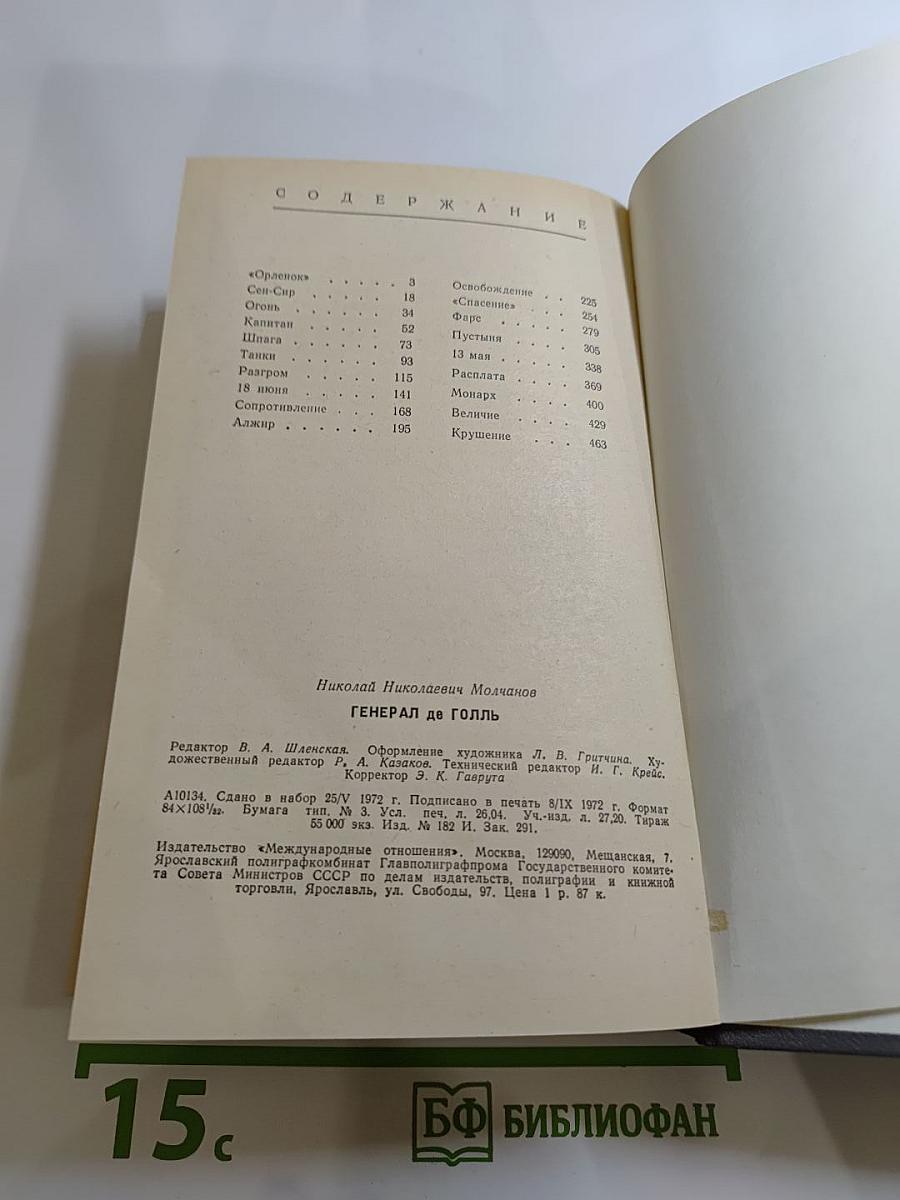 СОДЕРЖАНИЕ
«Орленок» . . . . . 3
Сен-Сир . . . . . 18
Огонь . . . . . . 34
Капитан . . . . . 52
Шпага . . . . . . 73
Танки . . . . . . 93
Разгром . . . . . 115
18 июня . . . . . 141
Сопротивление . . . 168
Алжир . . . . . . 195
Освобождение . . 225
«Спасение» . . . 254
Фарс . . . . 279
Пустыня . . . . 305
13 мая . . . . 338
Расплата . . . . 369
Монарх . . . . 400
Величие . . . . 429
Крушение . . . 463
Николай Николаевич Молчанов
ГЕНЕРАЛ де ГОЛЛЬ
Редактор В. А. Шленская. Оформление художника Л. В. Гритчина. Ху-
дожественный редактор Р. А. Казаков. Технический редактор И. Г. Крейс.
Корректор Э. К. Гаврута
А10134. Сдано в набор 25/V 1972 г. Подписано в печать 8/IX 1972 г. Формат
84×108¹/₃₂. Бумага тип. № 3. Усл. печ. л. 26,04. Уч.-изд. л. 27,20. Тираж
55 000 экз. Изд. № 182 И. Зак. 291.
Издательство «Международные отношения». Москва, 129090, Мещанская, 7.
Ярославский полиграфкомбинат Главполиграфпрома Государственного комите-
та Совета Министров СССР по делам издательств, полиграфии и книжной
торговли, Ярославль, ул. Свободы, 97. Цена 1 р. 87 к.
15 с
БФ БИБЛИОФАН